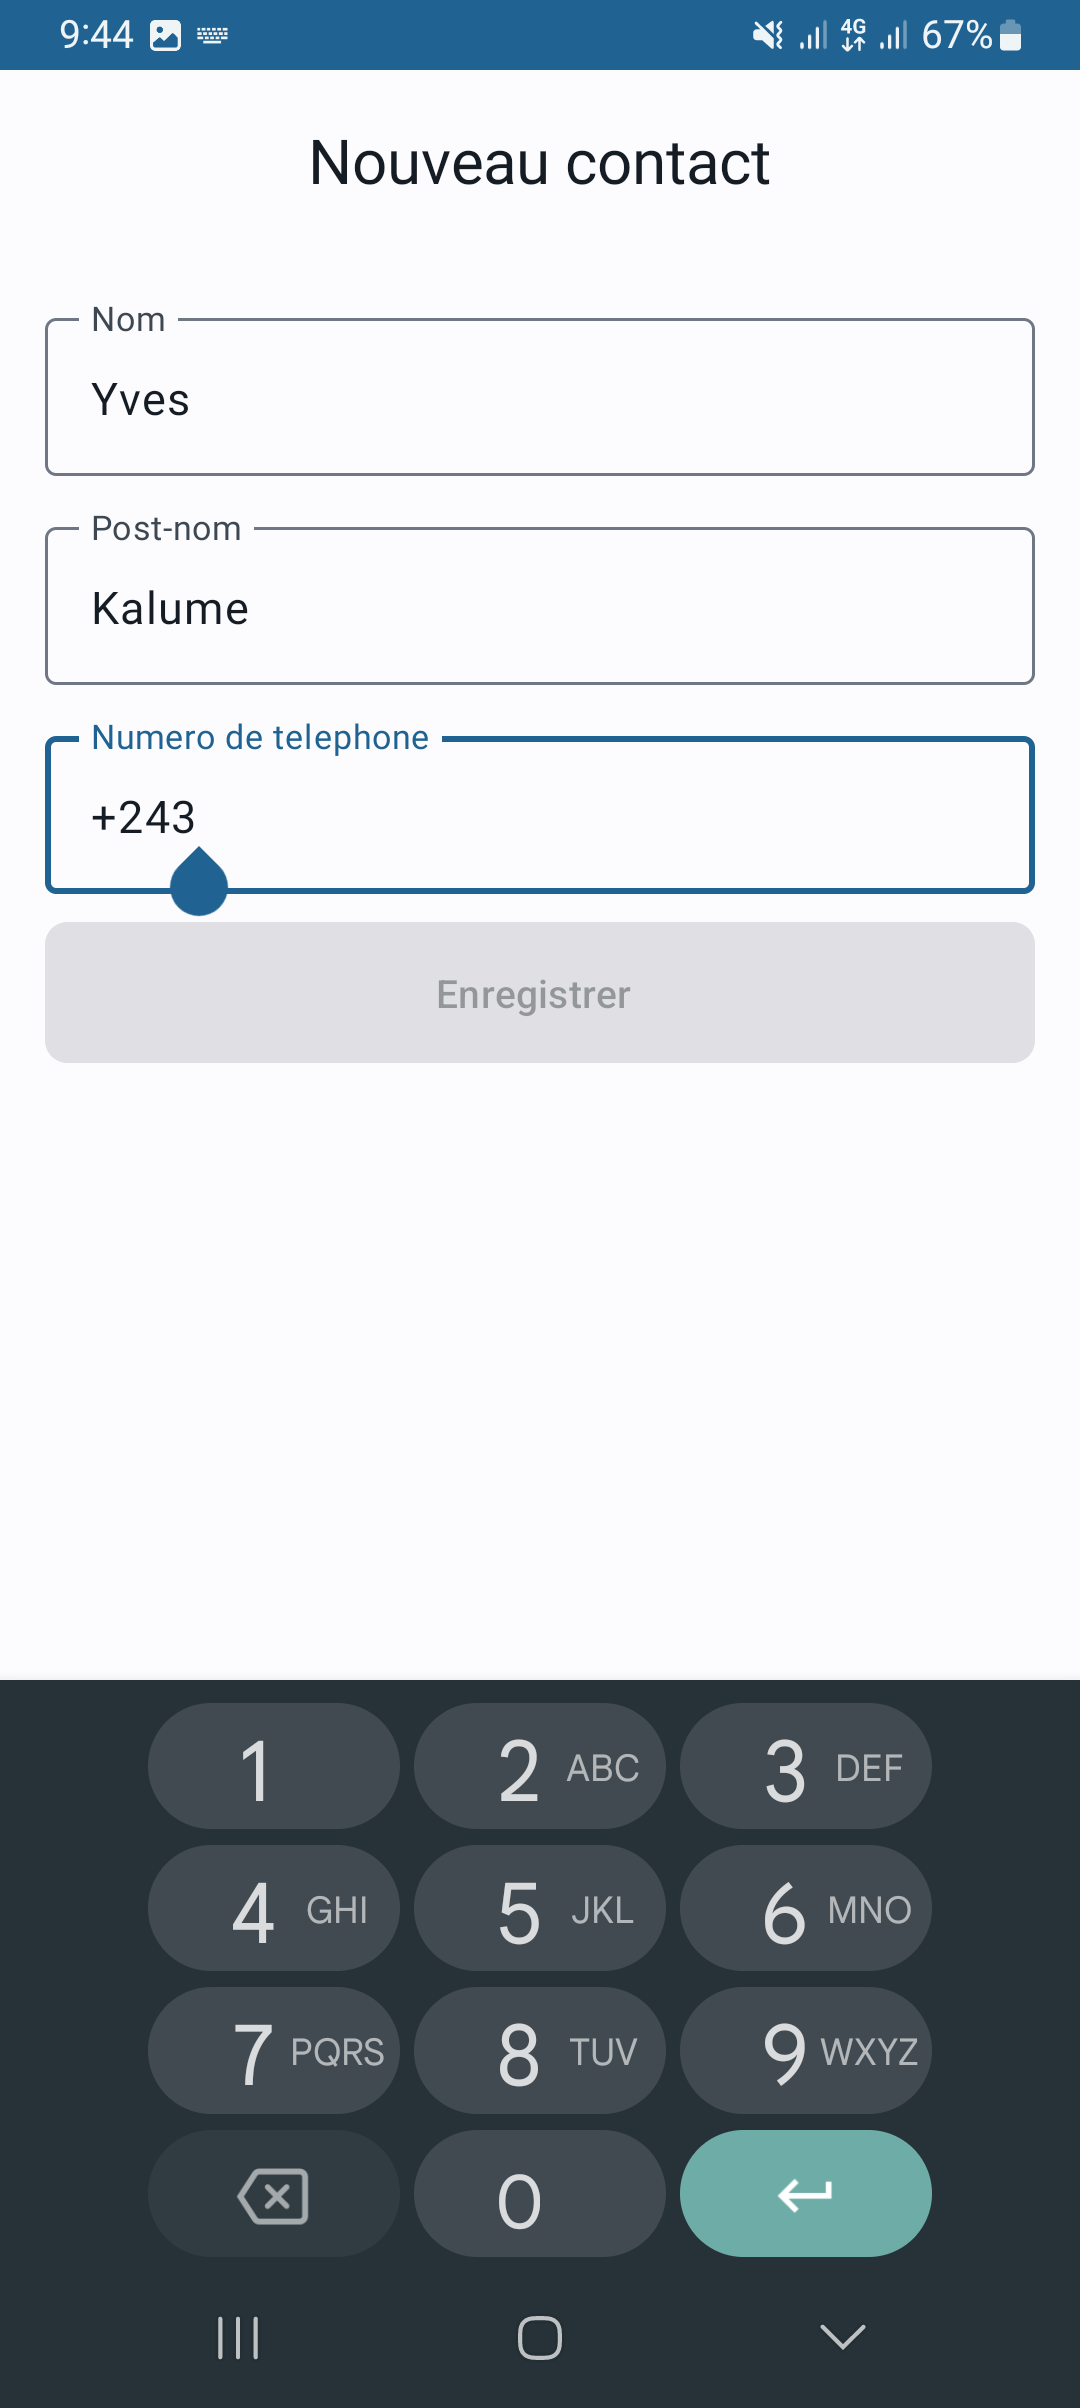 9:44 4G 67%
Nouveau contact
Nom
Yves
Post-nom
Kalume
Numero de telephone
+243
Enregistrer
1 2 ABC 3 DEF
4 GHI 5 JKL 6 MNO
7 PQRS 8 TUV 9 WXYZ
0